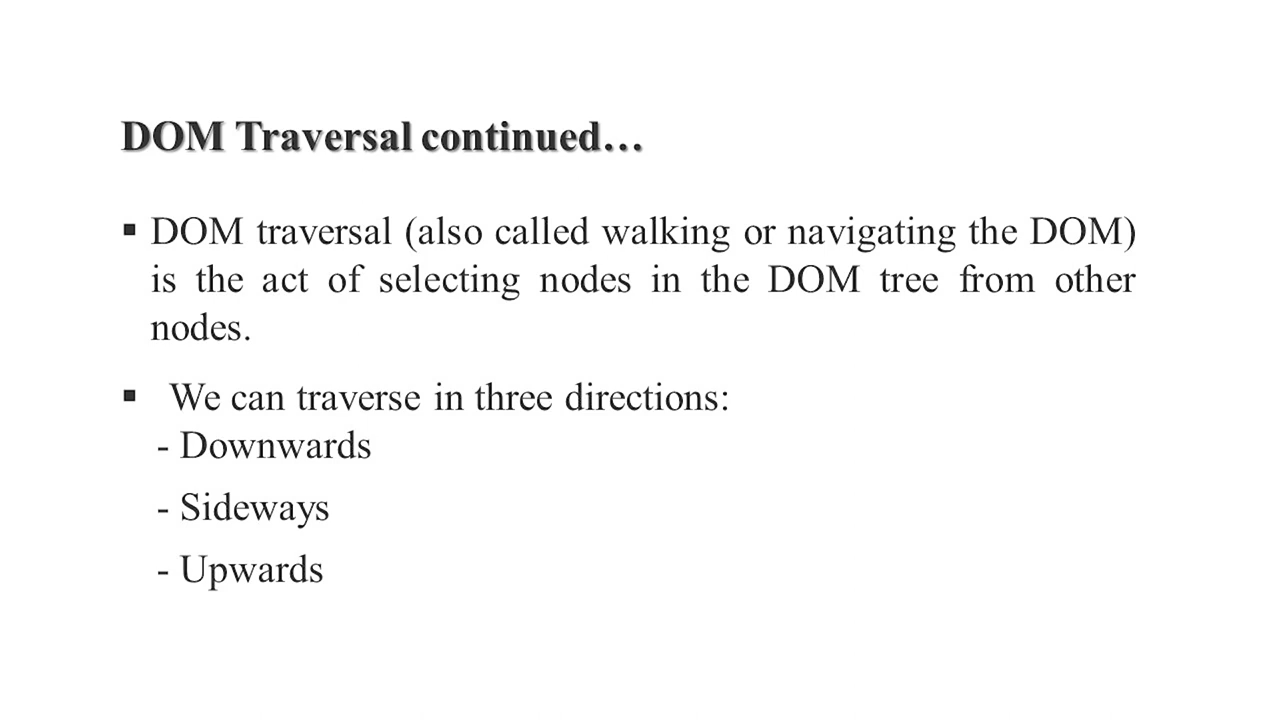 DOM Traversal continued…
▪ DOM traversal (also called walking or navigating the DOM)
is the act of selecting nodes in the DOM tree from other
nodes.
▪ We can traverse in three directions:
- Downwards
- Sideways
- Upwards